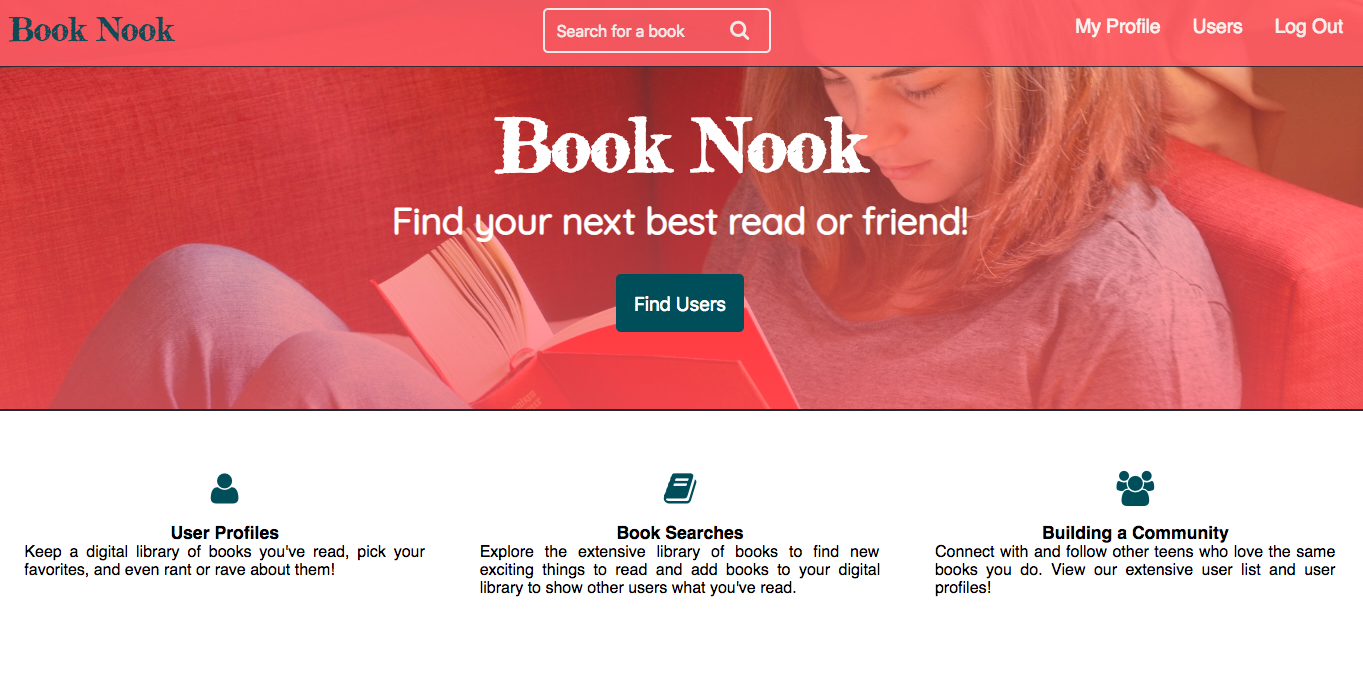 Book Nook
Search for a book
My Profile
Users
Log Out
Book Nook
Find your next best read or friend!
Find Users
User Profiles
Keep a digital library of books you've read, pick your
favorites, and even rant or rave about them!
Book Searches
Explore the extensive library of books to find new
exciting things to read and add books to your digital
library to show other users what you've read.
Building a Community
Connect with and follow other teens who love the same
books you do. View our extensive user list and user
profiles!